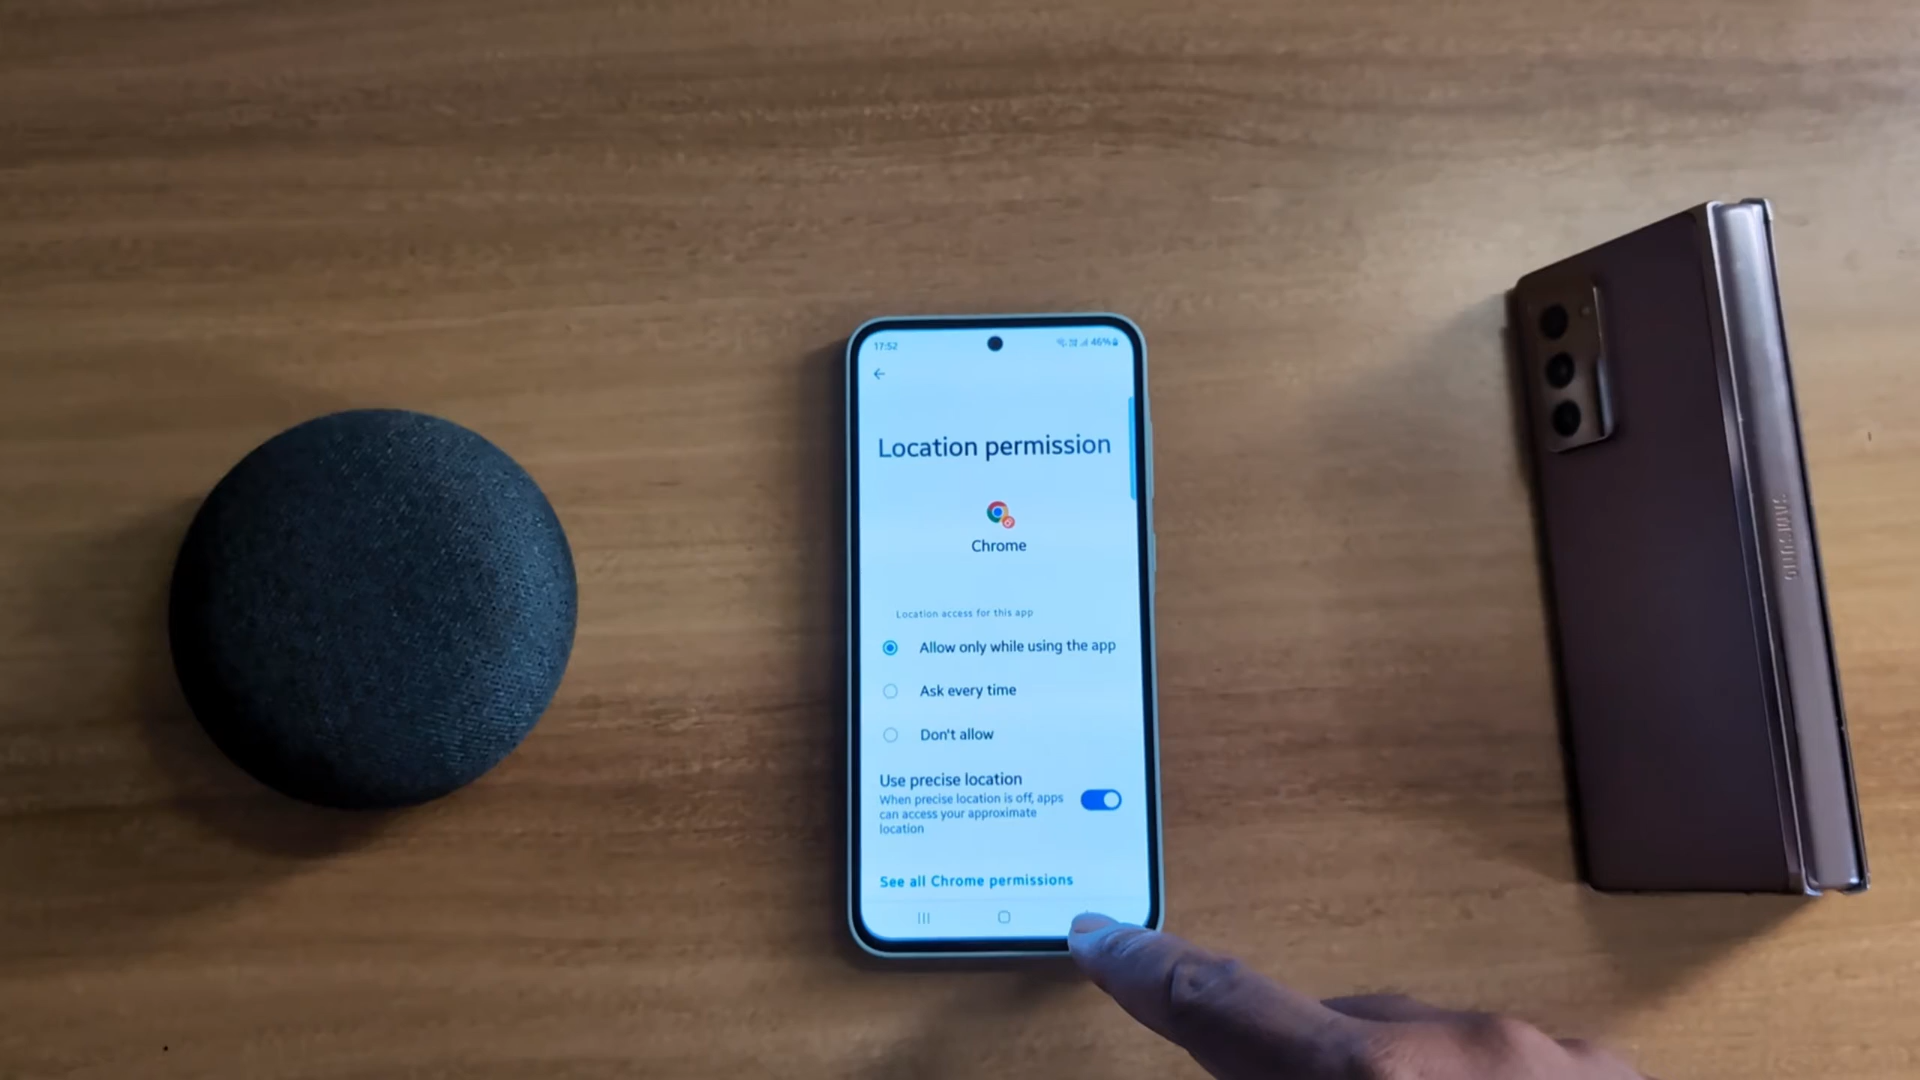 17:52
46%
Location permission
Chrome
Location access for this app
Allow only while using the app
Ask every time
Don't allow
Use precise location
When precise location is off, apps
can access your approximate
location
See all Chrome permissions
SAMSUNG